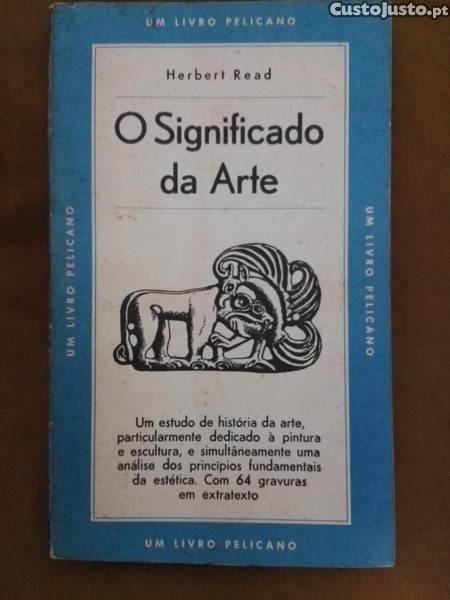 CustoJusto.pt
UM LIVRO PELICANO
Herbert Read
O Significado
da Arte
UM LIVRO PELICANO
UM LIVRO PELICANO
Um estudo de história da arte,
particularmente dedicado à pintura
e escultura, e simultâneamente uma
análise dos princípios fundamentais
da estética. Com 64 gravuras
em extratexto
UM LIVRO PELICANO